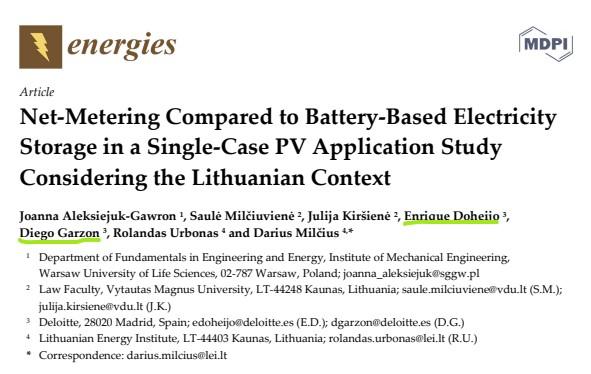 energies
MDPI
Article
Net-Metering Compared to Battery-Based Electricity
Storage in a Single-Case PV Application Study
Considering the Lithuanian Context
Joanna Aleksiejuk-Gawron ¹, Saulė Milčiuvienė ², Julija Kiršienė ², Enrique Doheijo ³,
Diego Garzon ³, Rolandas Urbonas ⁴ and Darius Milčius ⁴,*
¹ Department of Fundamentals in Engineering and Energy, Institute of Mechanical Engineering,
Warsaw University of Life Sciences, 02-787 Warsaw, Poland; joanna_aleksiejuk@sggw.pl
² Law Faculty, Vytautas Magnus University, LT-44248 Kaunas, Lithuania; saule.milciuviene@vdu.lt (S.M.);
julija.kirsiene@vdu.lt (J.K.)
³ Deloitte, 28020 Madrid, Spain; edoheijo@deloitte.es (E.D.); dgarzon@deloitte.es (D.G.)
⁴ Lithuanian Energy Institute, LT-44403 Kaunas, Lithuania; rolandas.urbonas@lei.lt (R.U.)
* Correspondence: darius.milcius@lei.lt